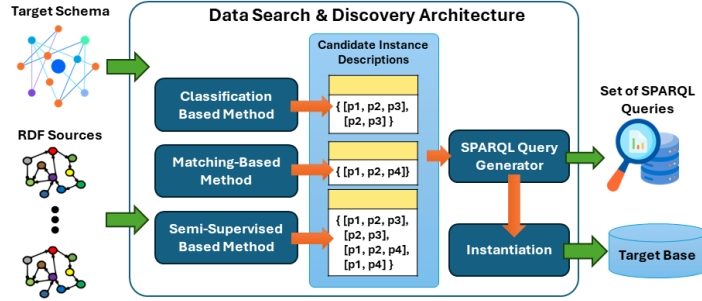 Target Schema
Data Search & Discovery Architecture
Candidate Instance
Descriptions
Classification
Based Method
{ [p1, p2, p3],
[p2, p3] }
RDF Sources
Matching-Based
Method
{ [p1, p2, p4]}
SPARQL Query
Generator
Set of SPARQL
Queries
Semi-Supervised
Based Method
{ [p1, p2, p3],
[p2, p3],
[p1, p2, p4],
[p1, p4] }
Instantiation
Target Base